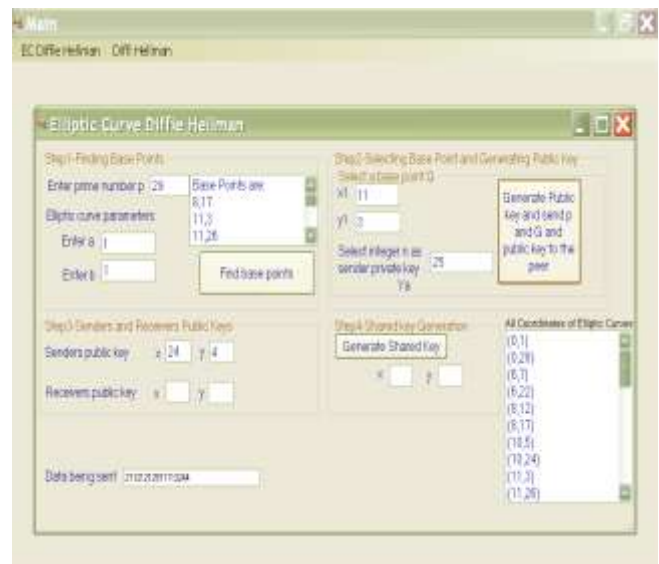 Main
EC Diffie Hellman Diffi Hellman
Elliptic Curve Diffie Hellman
Step1-Finding Base Points
Enter prime number p 29
Base Points are:
8,17
11,3
11,26
Elliptic curve parameters
Enter a 1
Enter b 1
Find base points
Step2-Selecting Base Point and Generating Public Key
Select a base point G
x1 11
y1 3
Select integer n as
sender private key 25
Generate Public
key and send p
and G and
public key to the
peer
Step3-Senders and Receivers Public Keys
Senders public key x 24 y 4
Receivers public key x y
Step4-Shared key Generation
Generate Shared Key
x y
All Coordinates of Elliptic Curves
(0,1)
(0,28)
(6,7)
(6,22)
(8,12)
(8,17)
(10,5)
(10,24)
(11,3)
(11,26)
Data being sent